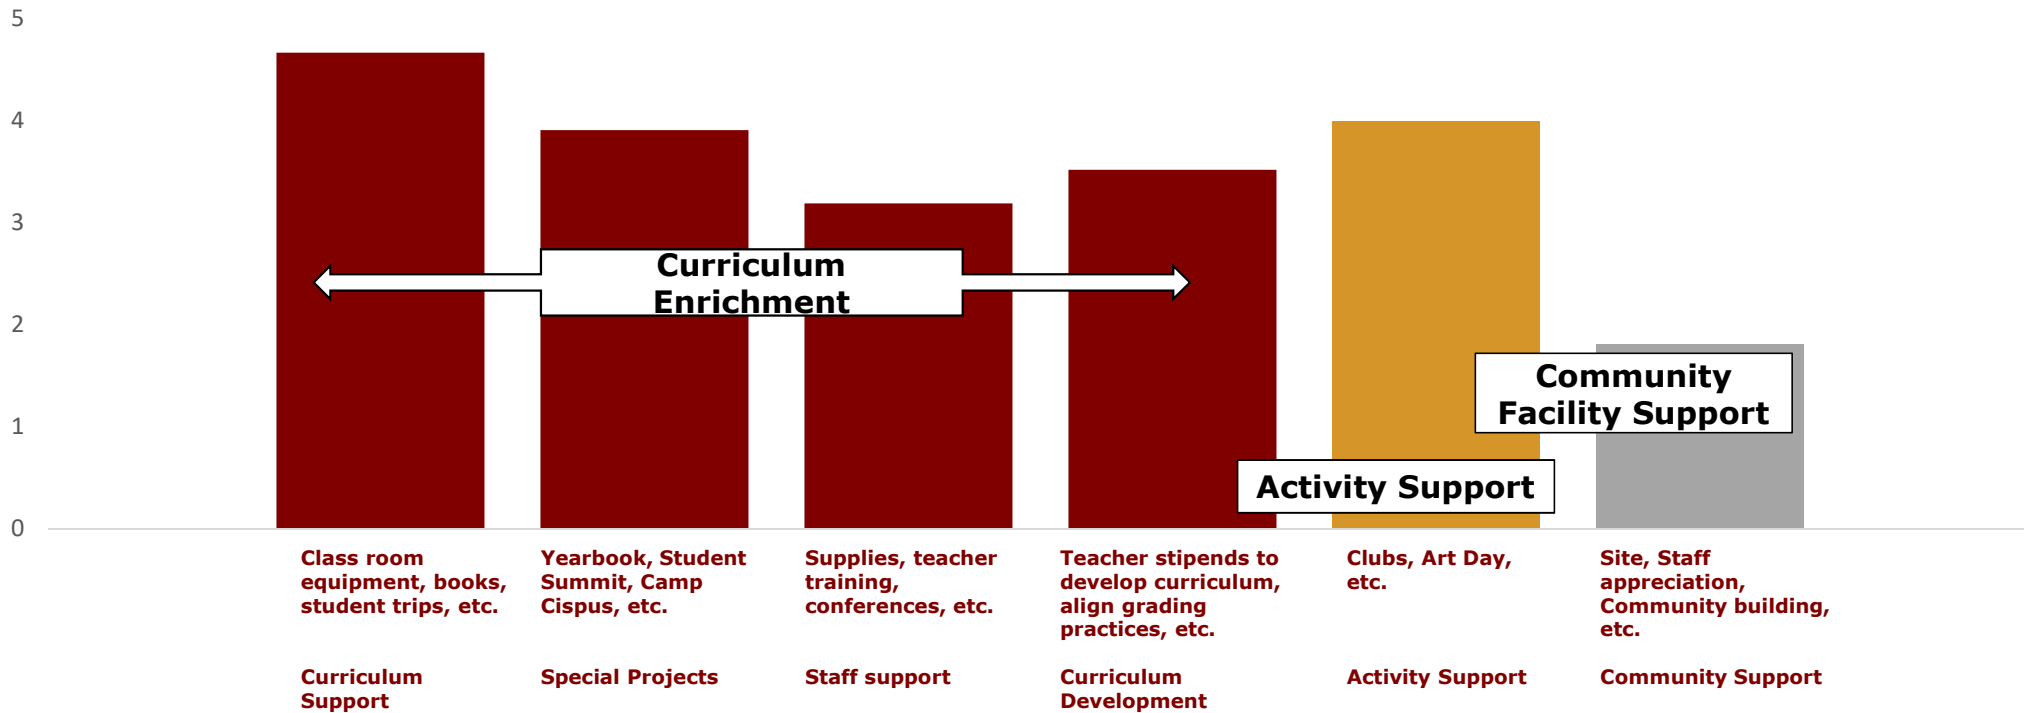 5
4
3
2
1
0
Curriculum
Enrichment
Community
Facility Support
Activity Support
Class room
equipment, books,
student trips, etc.
Yearbook, Student
Summit, Camp
Cispus, etc.
Supplies, teacher
training,
conferences, etc.
Teacher stipends to
develop curriculum,
align grading
practices, etc.
Clubs, Art Day,
etc.
Site, Staff
appreciation,
Community building,
etc.
Curriculum
Support
Special Projects
Staff support
Curriculum
Development
Activity Support
Community Support